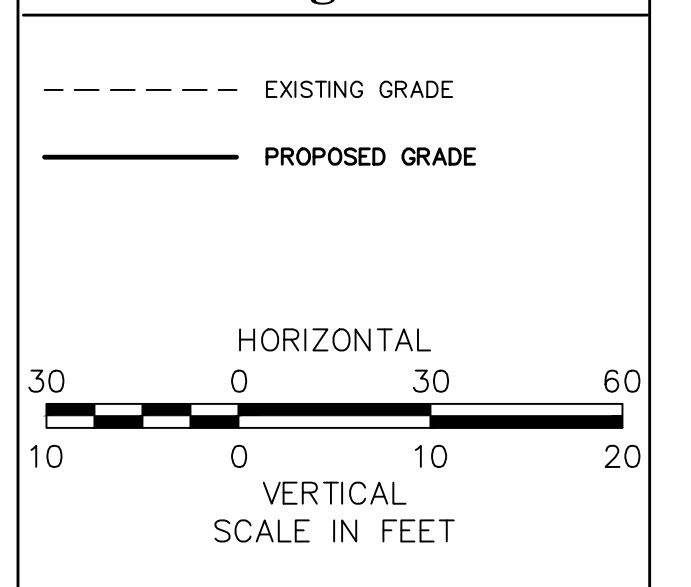 EXISTING GRADE
PROPOSED GRADE
HORIZONTAL
30 0 30 60
10 0 10 20
VERTICAL
SCALE IN FEET